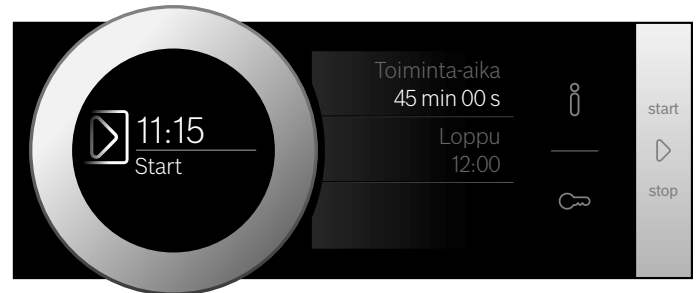 11:15
Start
Toiminta-aika
45 min 00 s
Loppu
12:00
start
stop